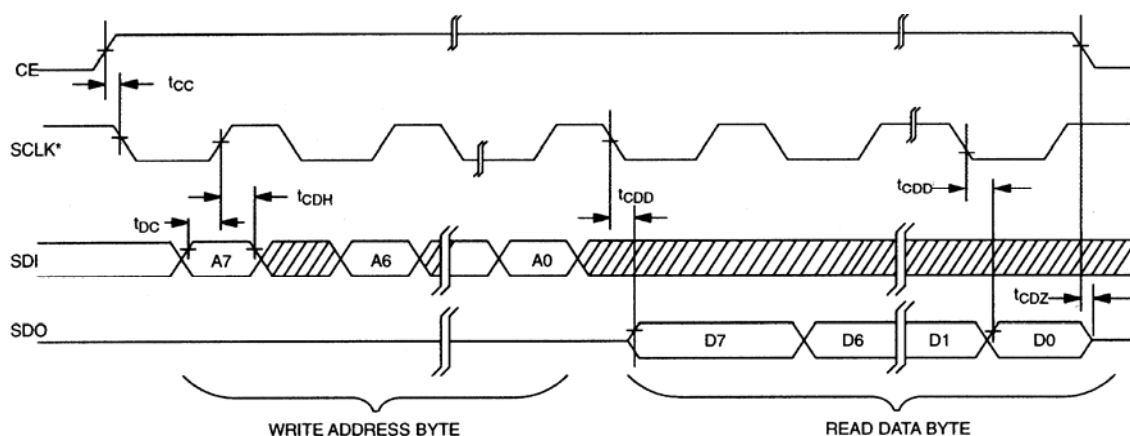 CE
tCC
SCLK*
tCDH
tCDD
tCDD
tDC
SDI
A7
A6
A0
tCDZ
SDO
D7
D6
D1
D0
WRITE ADDRESS BYTE
READ DATA BYTE